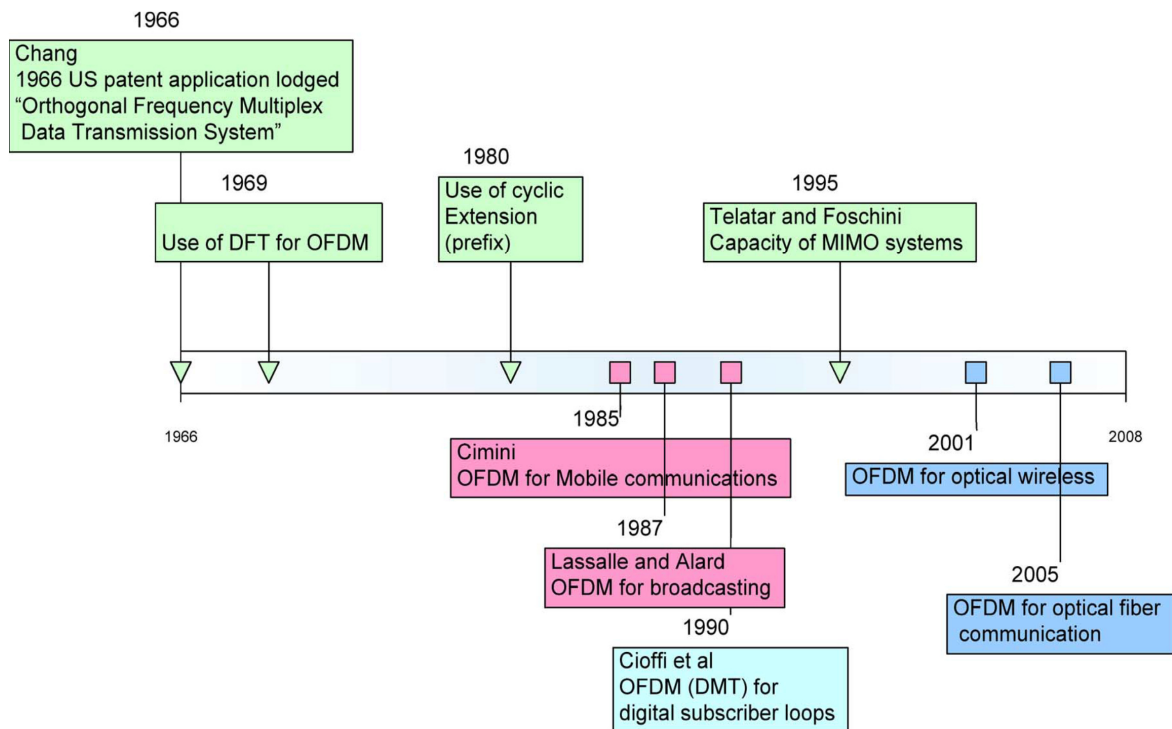 1966
Chang
1966 US patent application lodged
“Orthogonal Frequency Multiplex
Data Transmission System”
1969
Use of DFT for OFDM
1980
Use of cyclic
Extension
(prefix)
1995
Telatar and Foschini
Capacity of MIMO systems
1966
2008
1985
Cimini
OFDM for Mobile communications
1987
Lassalle and Alard
OFDM for broadcasting
1990
Cioffi et al
OFDM (DMT) for
digital subscriber loops
2001
OFDM for optical wireless
2005
OFDM for optical fiber
communication